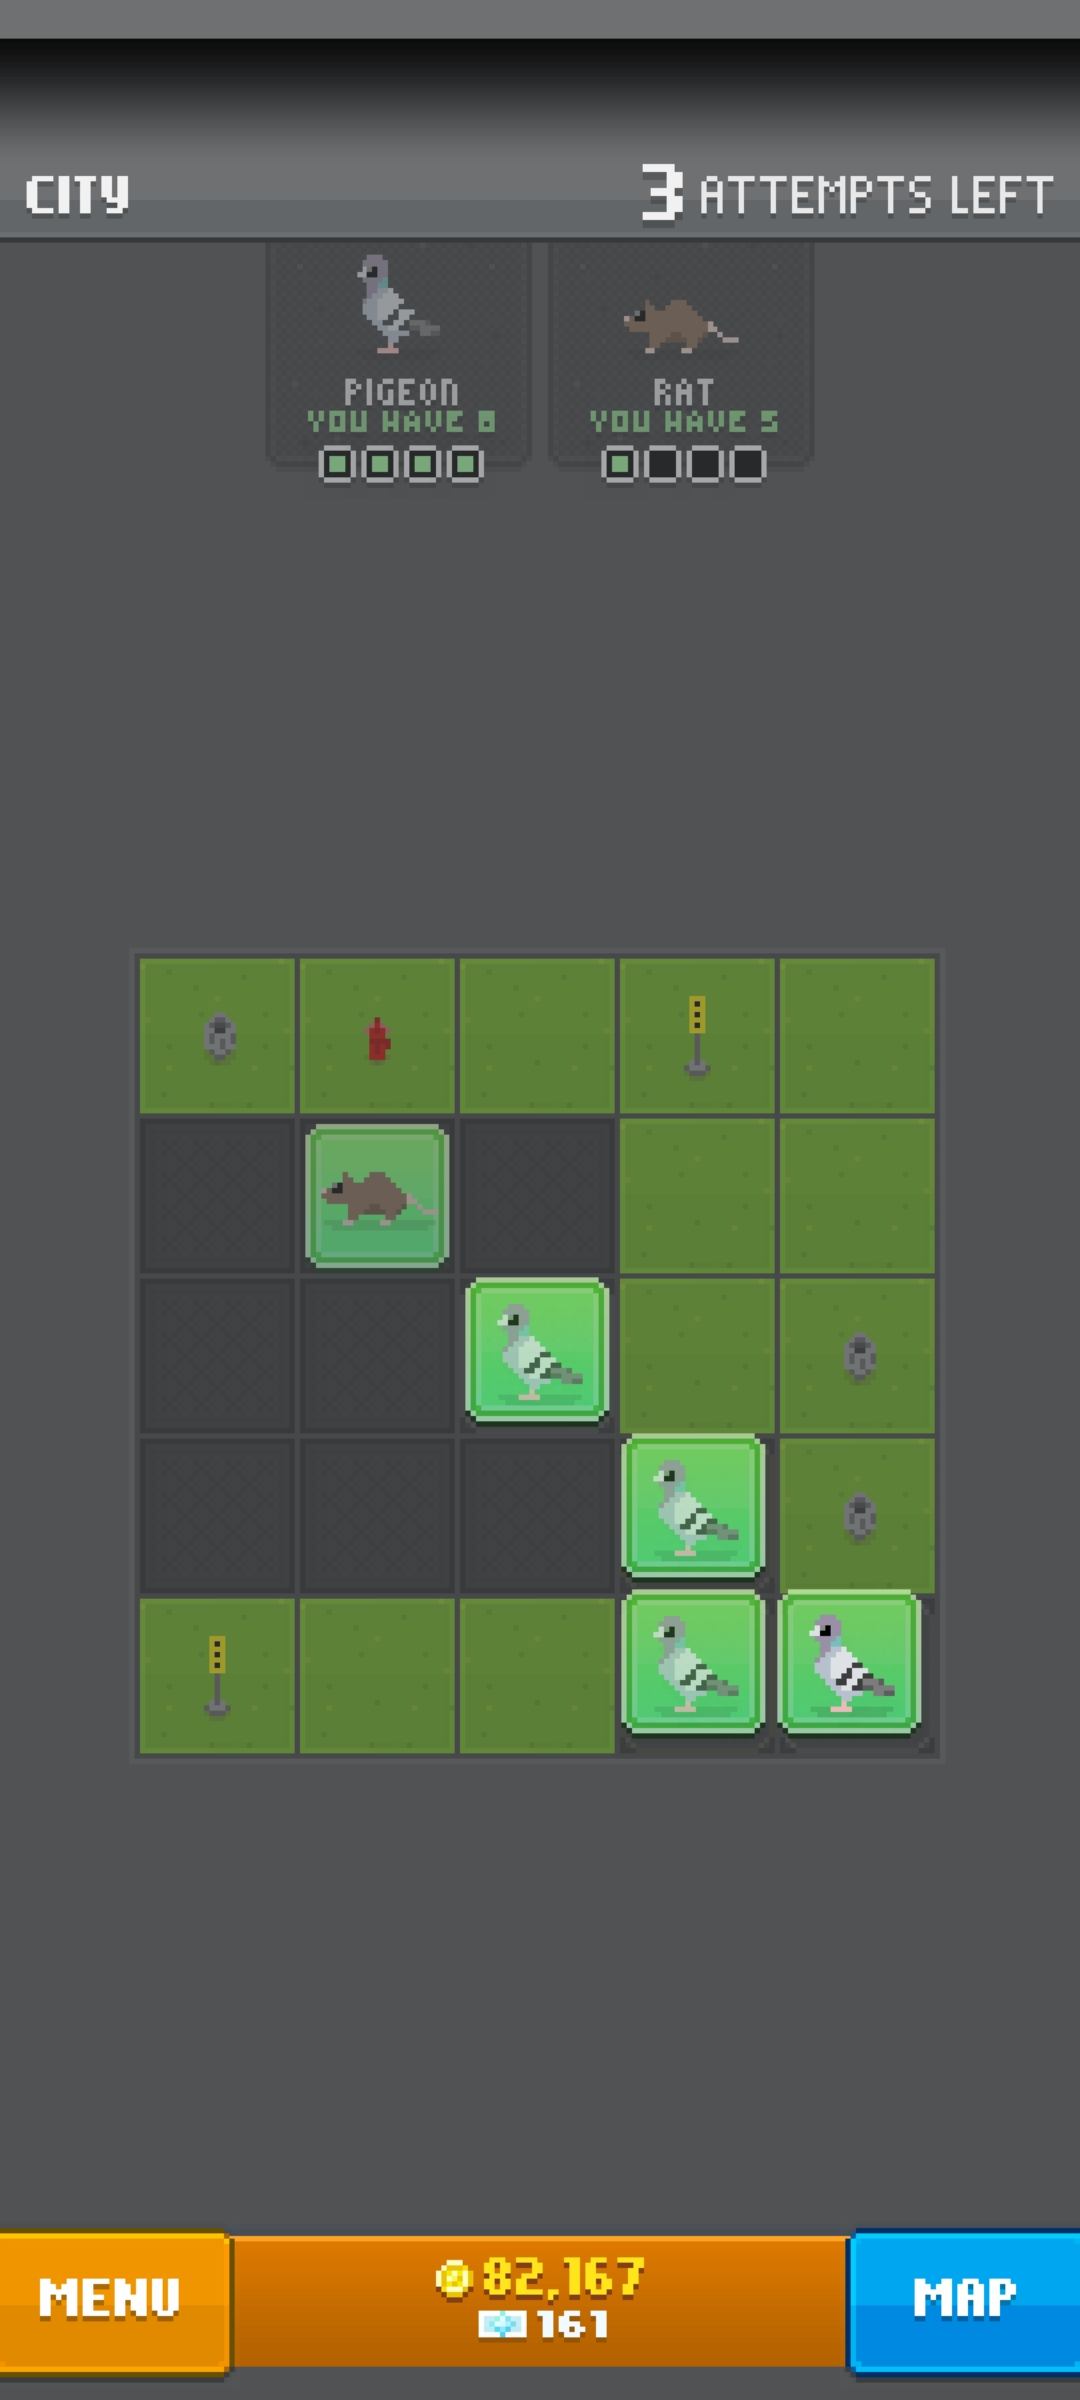 CITY
3 ATTEMPTS LEFT
PIGEON
YOU HAVE 8
RAT
YOU HAVE 5
MENU
82,167
161
MAP